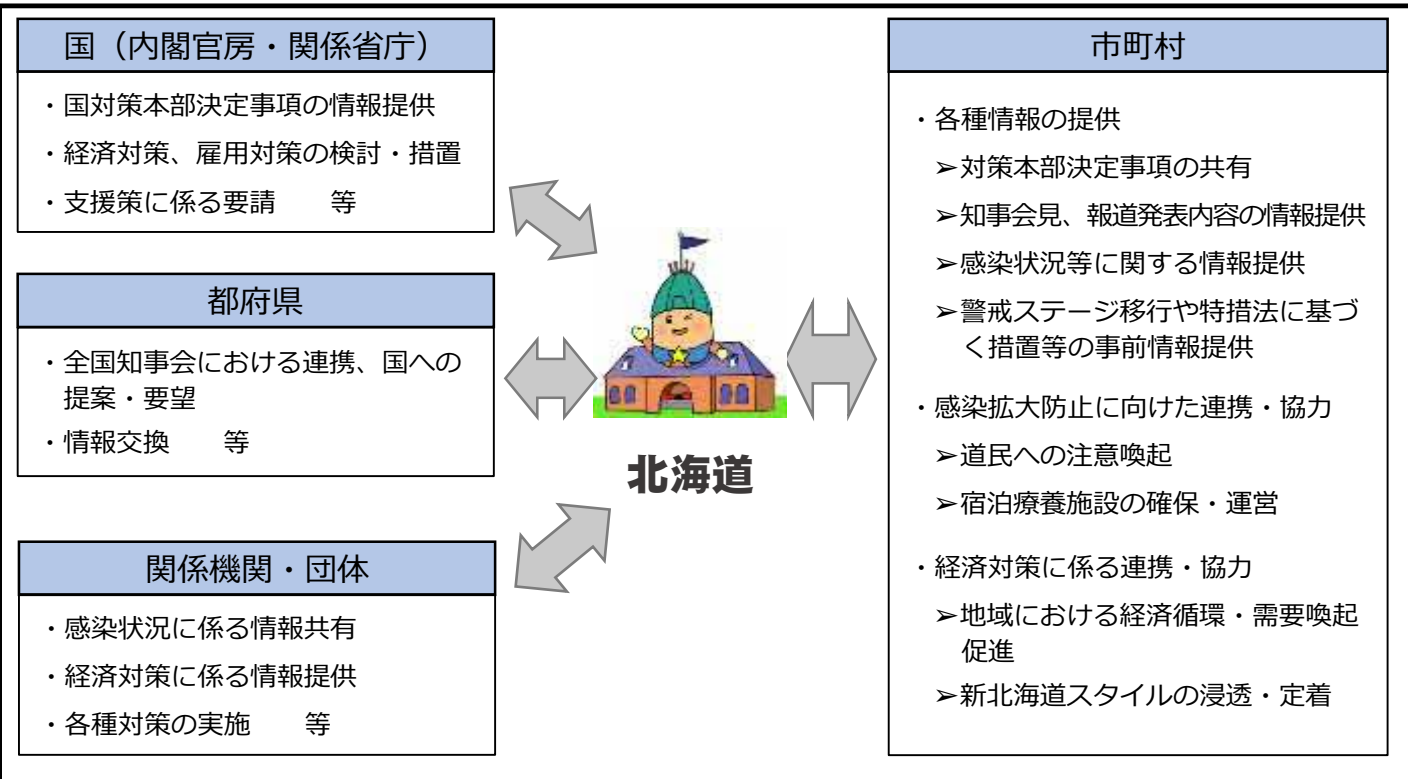 国（内閣官房・関係省庁）
・国対策本部決定事項の情報提供
・経済対策、雇用対策の検討・措置
・支援策に係る要請　　等
都府県
・全国知事会における連携、国への
提案・要望
・情報交換　　等
関係機関・団体
・感染状況に係る情報共有
・経済対策に係る情報提供
・各種対策の実施　　等
北海道
市町村
・各種情報の提供
➢対策本部決定事項の共有
➢知事会見、報道発表内容の情報提供
➢感染状況等に関する情報提供
➢警戒ステージ移行や特措法に基づ
く措置等の事前情報提供
・感染拡大防止に向けた連携・協力
➢道民への注意喚起
➢宿泊療養施設の確保・運営
・経済対策に係る連携・協力
➢地域における経済循環・需要喚起
促進
➢新北海道スタイルの浸透・定着